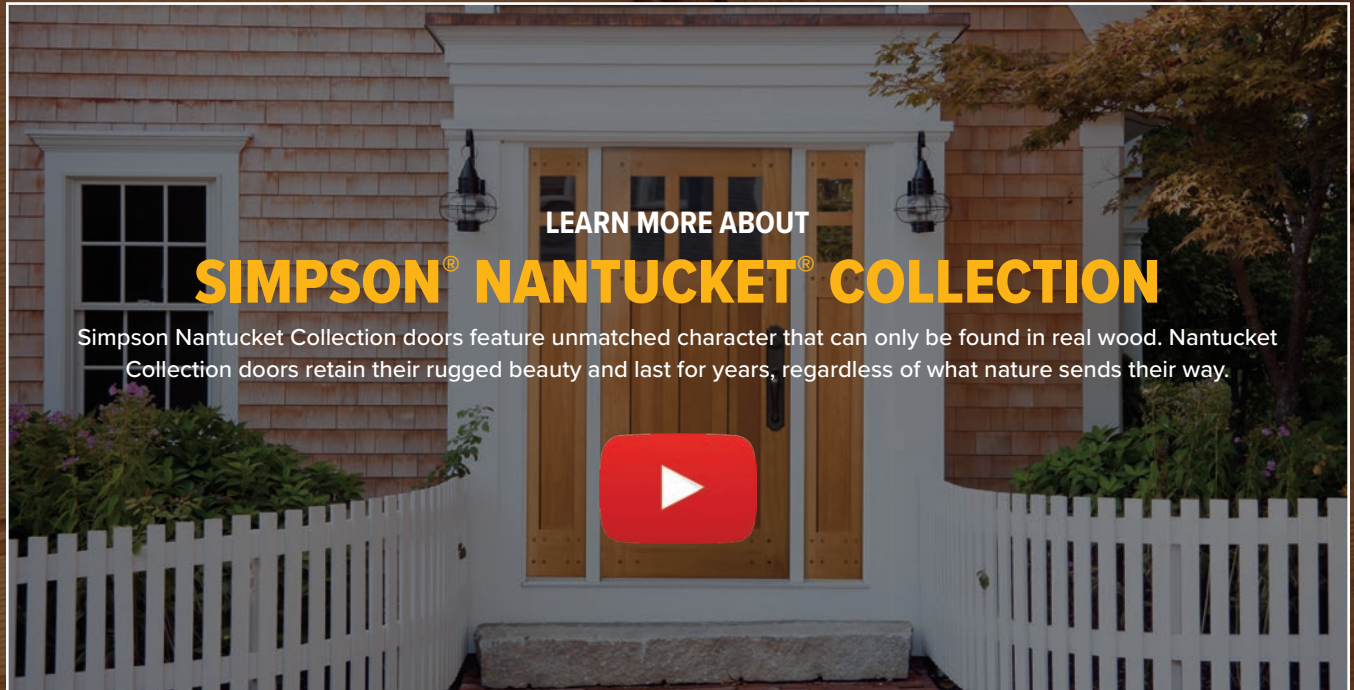 LEARN MORE ABOUT
SIMPSON® NANTUCKET® COLLECTION
Simpson Nantucket Collection doors feature unmatched character that can only be found in real wood. Nantucket
Collection doors retain their rugged beauty and last for years, regardless of what nature sends their way.